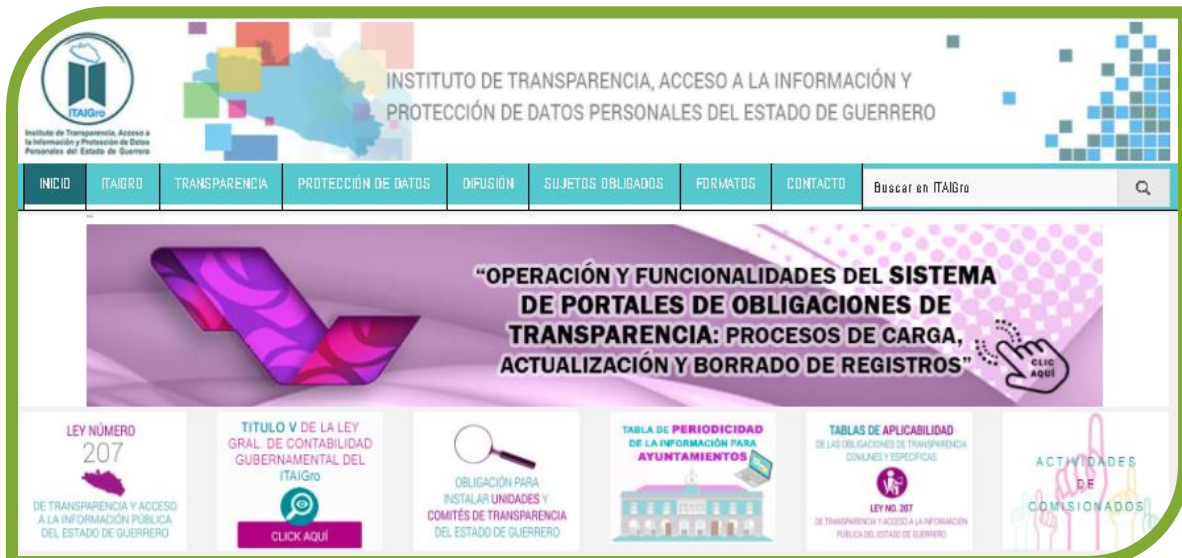 ITAIGro
Instituto de Transparencia, Acceso a
la Información y Protección de Datos
Personales del Estado de Guerrero
INSTITUTO DE TRANSPARENCIA, ACCESO A LA INFORMACIÓN Y
PROTECCIÓN DE DATOS PERSONALES DEL ESTADO DE GUERRERO
INICIO ITAIGRO TRANSPARENCIA PROTECCIÓN DE DATOS DIFUSIÓN SUJETOS OBLIGADOS FORMATOS CONTACTO Buscar en ITAIGro
“OPERACIÓN Y FUNCIONALIDADES DEL SISTEMA
DE PORTALES DE OBLIGACIONES DE
TRANSPARENCIA: PROCESOS DE CARGA,
ACTUALIZACIÓN Y BORRADO DE REGISTROS”
CLIC
AQUÍ
LEY NÚMERO
207
DE TRANSPARENCIA Y ACCESO
A LA INFORMACIÓN PÚBLICA
DEL ESTADO DE GUERRERO
TITULO V DE LA LEY
GRAL. DE CONTABILIDAD
GUBERNAMENTAL DEL
ITAIGro
CLICK AQUÍ
OBLIGACIÓN PARA
INSTALAR UNIDADES Y
COMITÉS DE TRANSPARENCIA
DEL ESTADO DE GUERRERO
TABLA DE PERIODICIDAD
DE LA INFORMACIÓN PARA
AYUNTAMIENTOS
TABLAS DE APLICABILIDAD
DE LAS OBLIGACIONES DE TRANSPARENCIA
COMUNES Y ESPECÍFICAS
LEY NO. 207
DE TRANSPARENCIA Y ACCESO A LA INFORMACIÓN
PÚBLICA DEL ESTADO DE GUERRERO
ACTIVIDADES
DE
COMISIONADOS